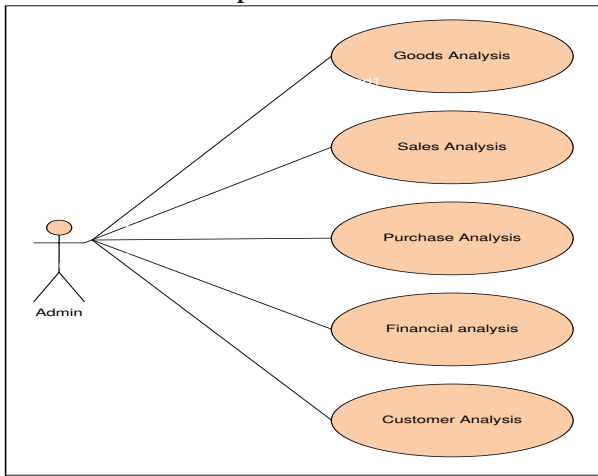 Goods Analysis
Sales Analysis
Purchase Analysis
Admin
Financial analysis
Customer Analysis